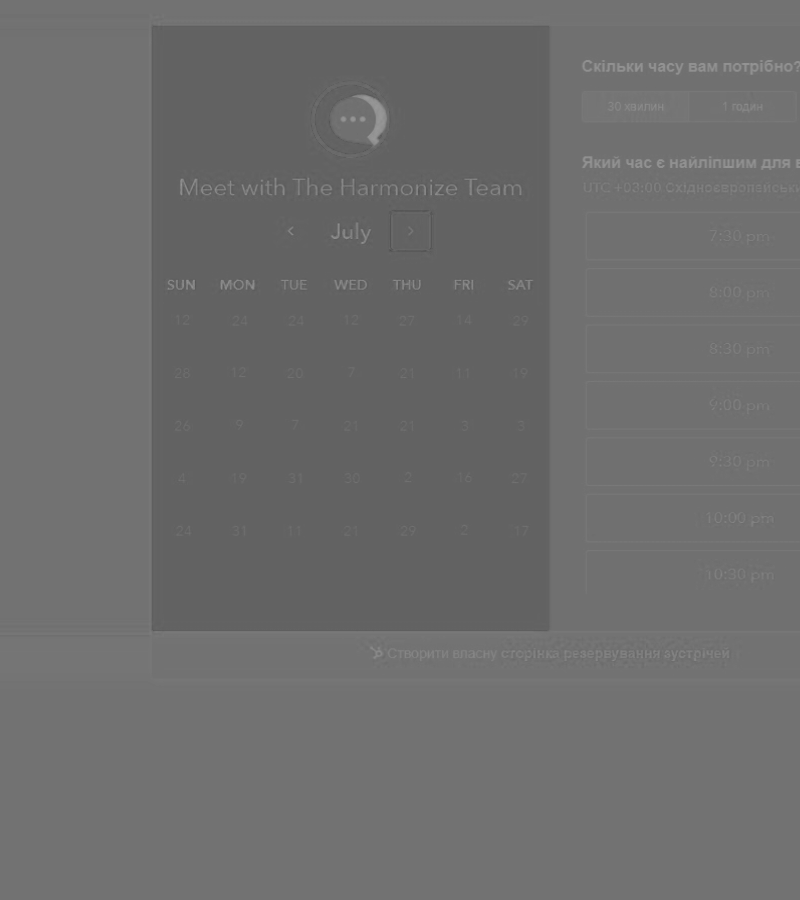 Meet with The Harmonize Team
July
SUN MON TUE WED THU FRI SAT
12 24 24 12 27 14 29
28 12 20 7 21 11 19
26 9 7 21 21 3 3
4 19 31 30 2 16 27
24 31 11 21 29 2 17
Скільки часу вам потрібно?
30 хвилин 1 годин
Який час є найліпшим для
UTC +03:00
7:30 pm
8:00 pm
8:30 pm
9:00 pm
9:30 pm
10:00 pm
10:30 pm
Створити власну сторінка резервування зустрічей